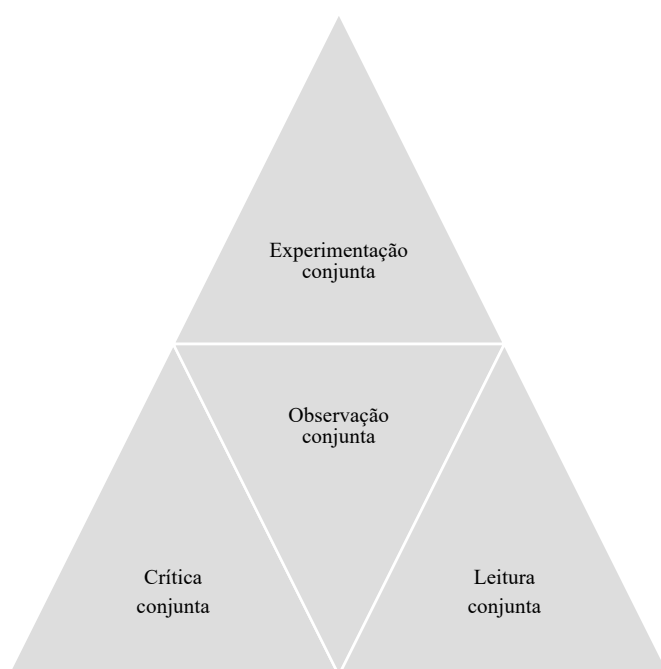 Experimentação
conjunta
Observação
conjunta
Crítica
conjunta
Leitura
conjunta